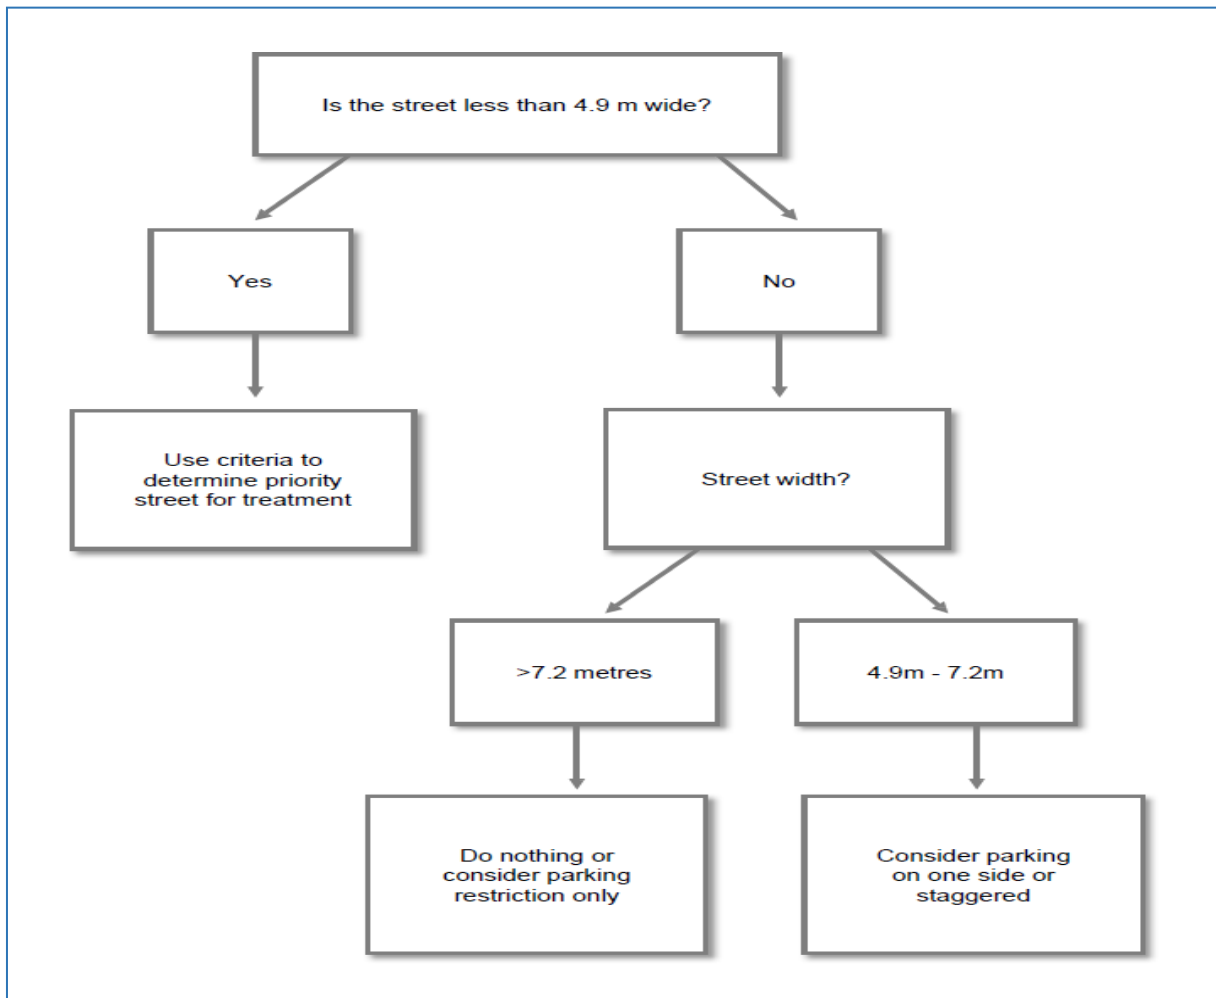 Is the street less than 4.9 m wide?
Yes
No
Use criteria to
determine priority
street for treatment
Street width?
>7.2 metres
4.9m - 7.2m
Do nothing or
consider parking
restriction only
Consider parking
on one side or
staggered